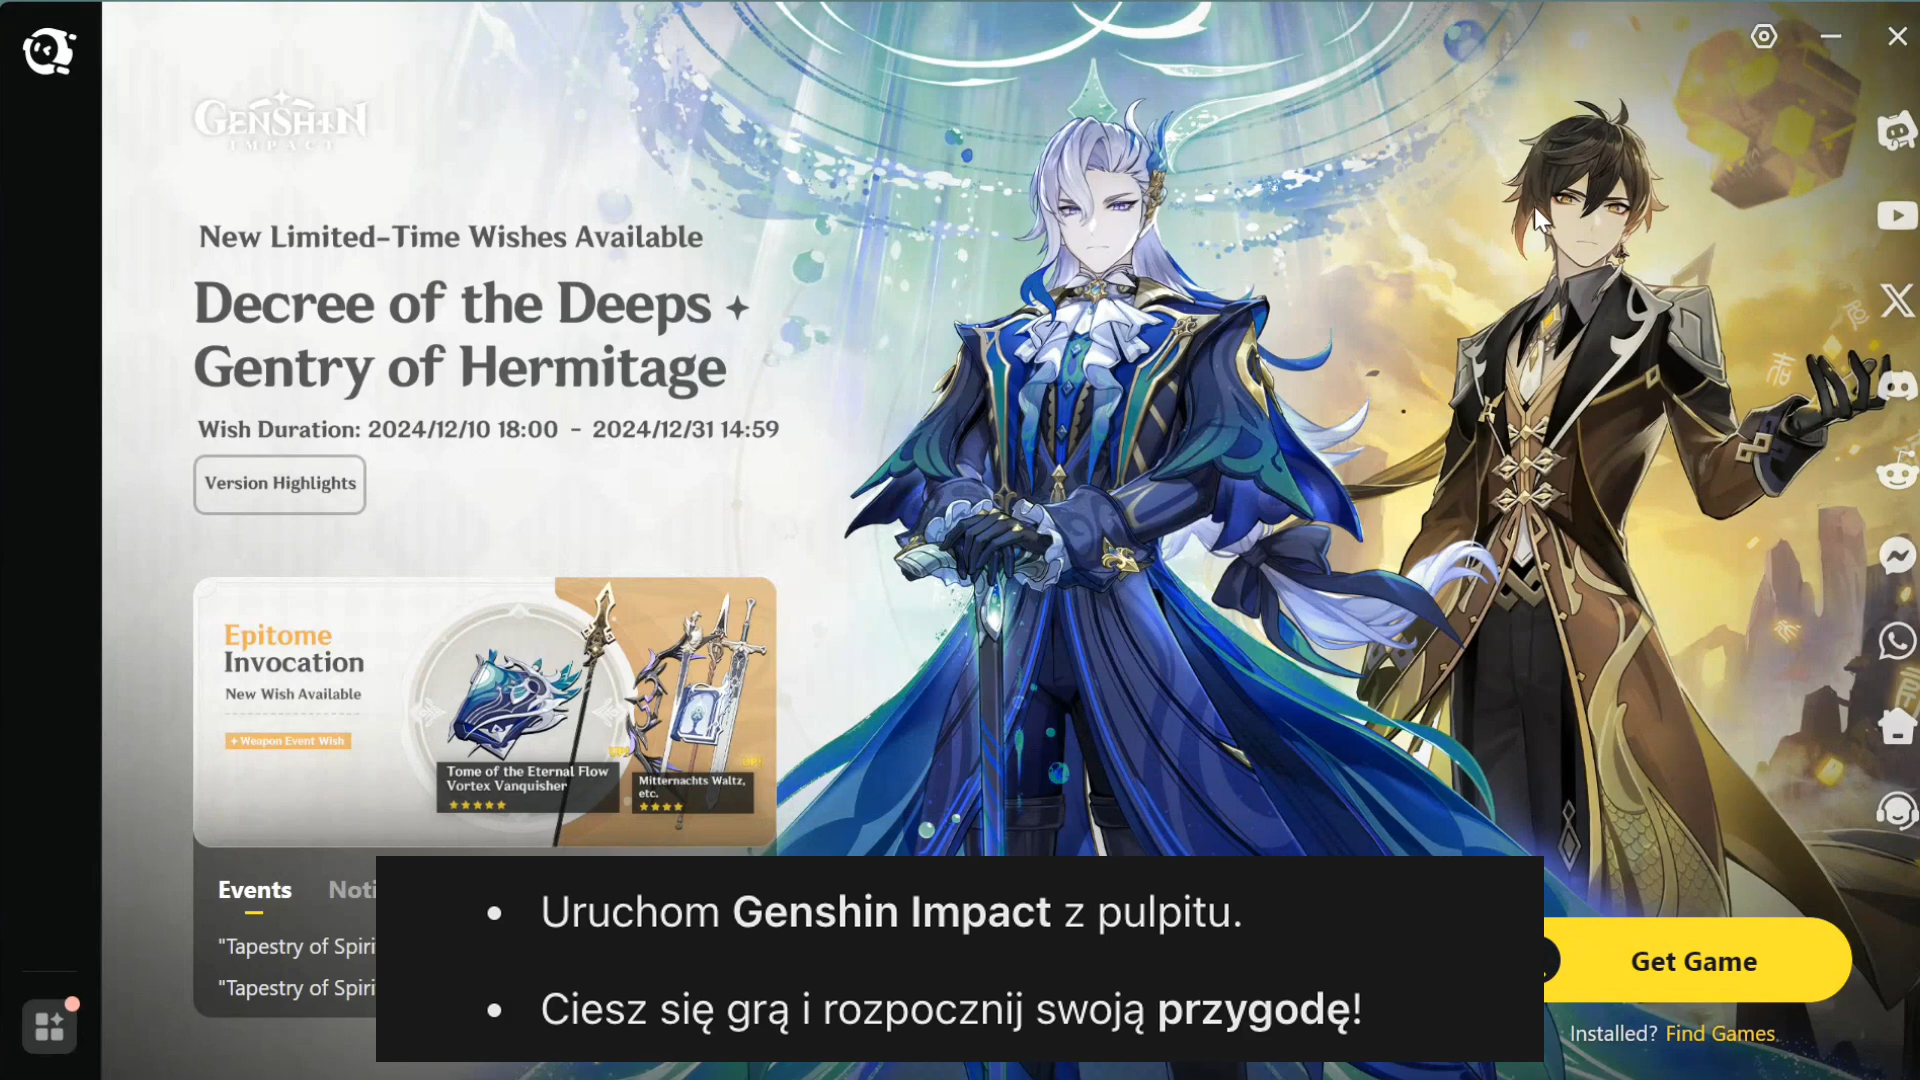 GENSHIN
IMPACT
New Limited-Time Wishes Available
Decree of the Deeps ✦
Gentry of Hermitage
Wish Duration: 2024/12/10 18:00 - 2024/12/31 14:59
Version Highlights
Epitome
Invocation
New Wish Available
+ Weapon Event Wish
Tome of the Eternal Flow
Vortex Vanquisher
★★★★★
Mitternachts Waltz,
etc.
★★★★
Events Noti
"Tapestry of Spiri
"Tapestry of Spiri
• Uruchom Genshin Impact z pulpitu.
• Ciesz się grą i rozpocznij swoją przygodę!
Get Game
Installed? Find Games